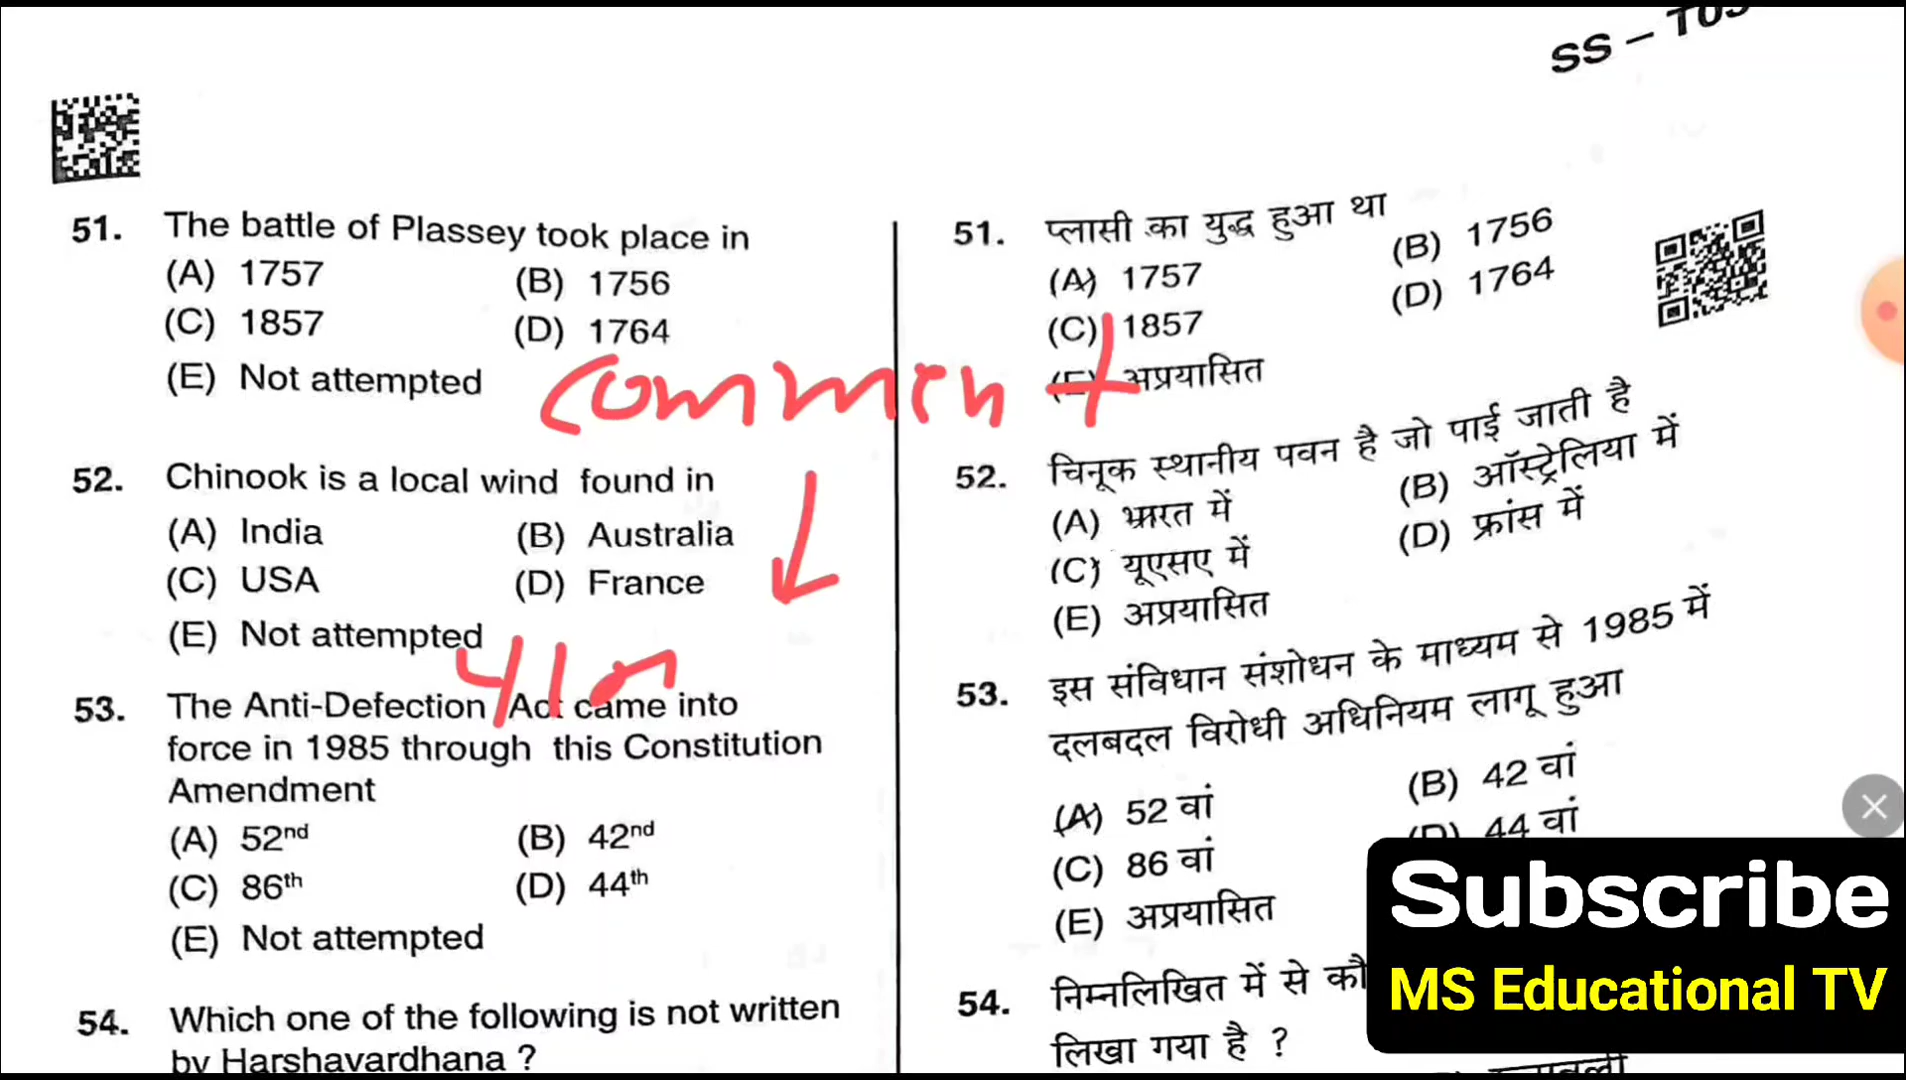 SS – T03
51. The battle of Plassey took place in
(A) 1757 (B) 1756
(C) 1857 (D) 1764
(E) Not attempted
comment
52. Chinook is a local wind found in
(A) India (B) Australia
(C) USA (D) France
(E) Not attempted
53. The Anti-Defection Act came into
force in 1985 through this Constitution
Amendment
(A) 52nd (B) 42nd
(C) 86th (D) 44th
(E) Not attempted
54. Which one of the following is not written
by Harshavardhana ?
51. प्लासी का युद्ध हुआ था
(A) 1757 (B) 1756
(C) 1857 (D) 1764
(E) अप्रयासित
52. चिनूक स्थानीय पवन है जो पाई जाती है
(A) भारत में (B) ऑस्ट्रेलिया में
(C) यूएसए में (D) फ्रांस में
(E) अप्रयासित
53. इस संविधान संशोधन के माध्यम से 1985 में
दलबदल विरोधी अधिनियम लागू हुआ
(A) 52 वां (B) 42 वां
(C) 86 वां (D) 44 वां
(E) अप्रयासित
54. निम्नलिखित में से
लिखा गया है ?
Subscribe
MS Educational TV